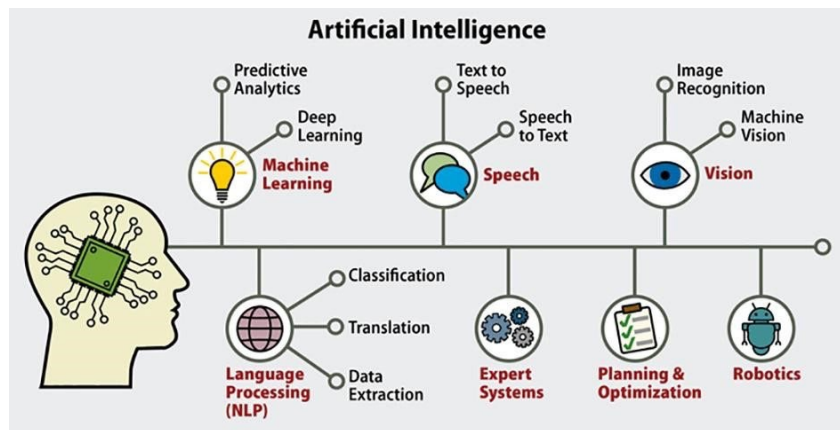 Artificial Intelligence
Predictive
Analytics
Deep
Learning
Machine
Learning
Text to
Speech
Speech
to Text
Speech
Image
Recognition
Machine
Vision
Vision
Classification
Translation
Data
Extraction
Language
Processing
(NLP)
Expert
Systems
Planning &
Optimization
Robotics